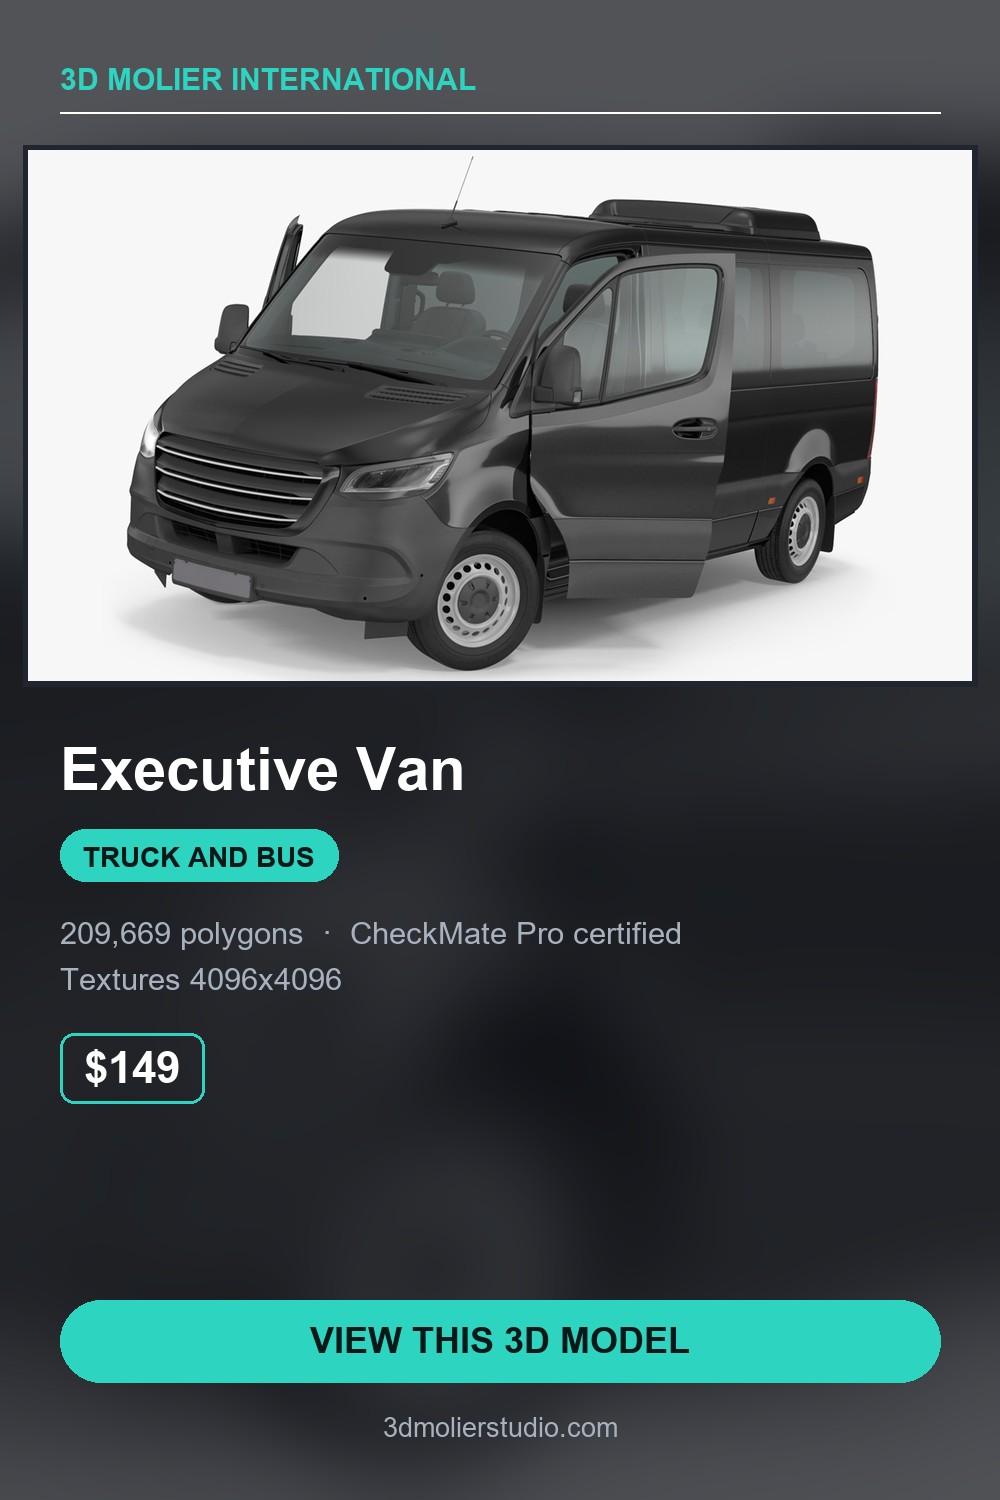 3D MOLIER INTERNATIONAL
Executive Van
TRUCK AND BUS
209,669 polygons · CheckMate Pro certified
Textures 4096x4096
$149
VIEW THIS 3D MODEL
3dmolierstudio.com